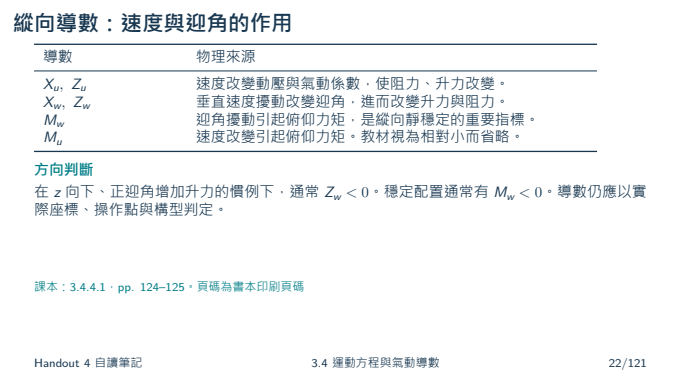 縱向導數：速度與迎角的作用
導數 物理來源
X_u, Z_u 速度改變動壓與氣動係數，使阻力、升力改變。
X_w, Z_w 垂直速度擾動改變迎角，進而改變升力與阻力。
M_w 迎角擾動引起俯仰力矩，是縱向靜穩定的重要指標。
M_u 速度改變引起俯仰力矩。教材視為相對小而省略。
方向判斷
在 z 向下、正迎角增加升力的慣例下，通常 Z_w < 0。穩定配置通常有 M_w < 0。導數仍應以實
際座標、操作點與構型判定。
課本：3.4.4.1，pp. 124–125。頁碼為書本印刷頁碼
Handout 4 自讀筆記 3.4 運動方程與氣動導數 22/121